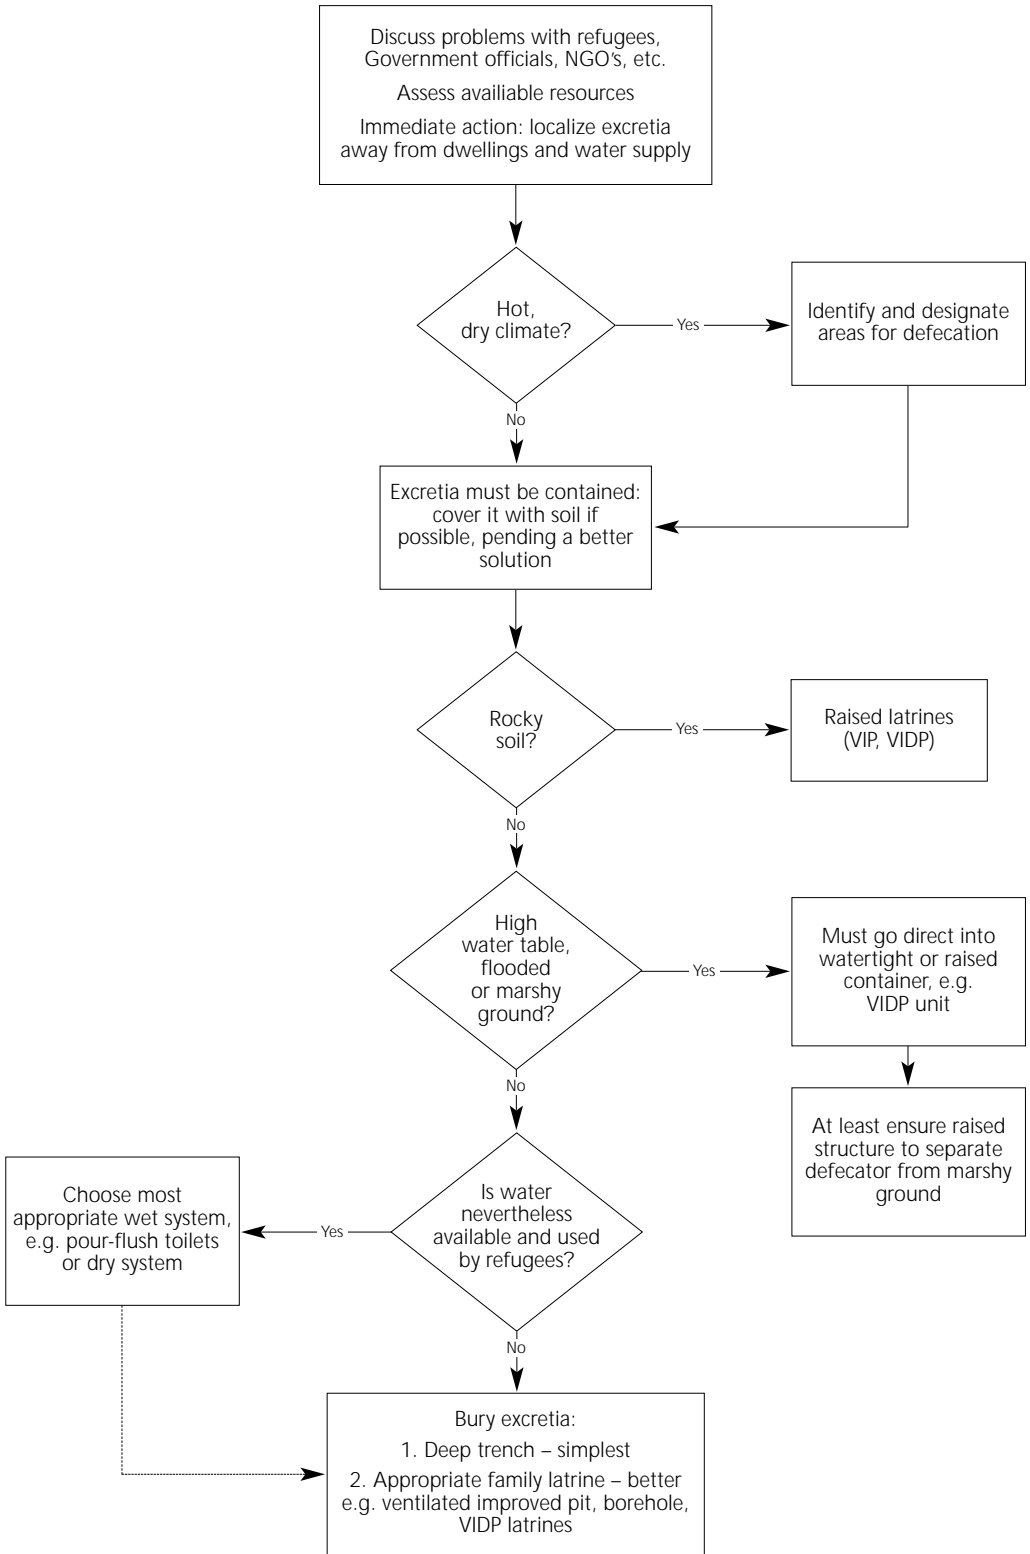 Discuss problems with refugees,
Government officials, NGO's, etc.
Assess availiable resources
Immediate action: localize excretia
away from dwellings and water supply
Hot,
dry climate?
Yes
Identify and designate
areas for defecation
No
Excretia must be contained:
cover it with soil if
possible, pending a better
solution
Rocky
soil?
Yes
Raised latrines
(VIP, VIDP)
No
High
water table,
flooded
or marshy
ground?
Yes
Must go direct into
watertight or raised
container, e.g.
VIDP unit
No
At least ensure raised
structure to separate
defecator from marshy
ground
Is water
nevertheless
available and used
by refugees?
Yes
Choose most
appropriate wet system,
e.g. pour-flush toilets
or dry system
No
Bury excretia:
1. Deep trench – simplest
2. Appropriate family latrine – better
e.g. ventilated improved pit, borehole,
VIDP latrines